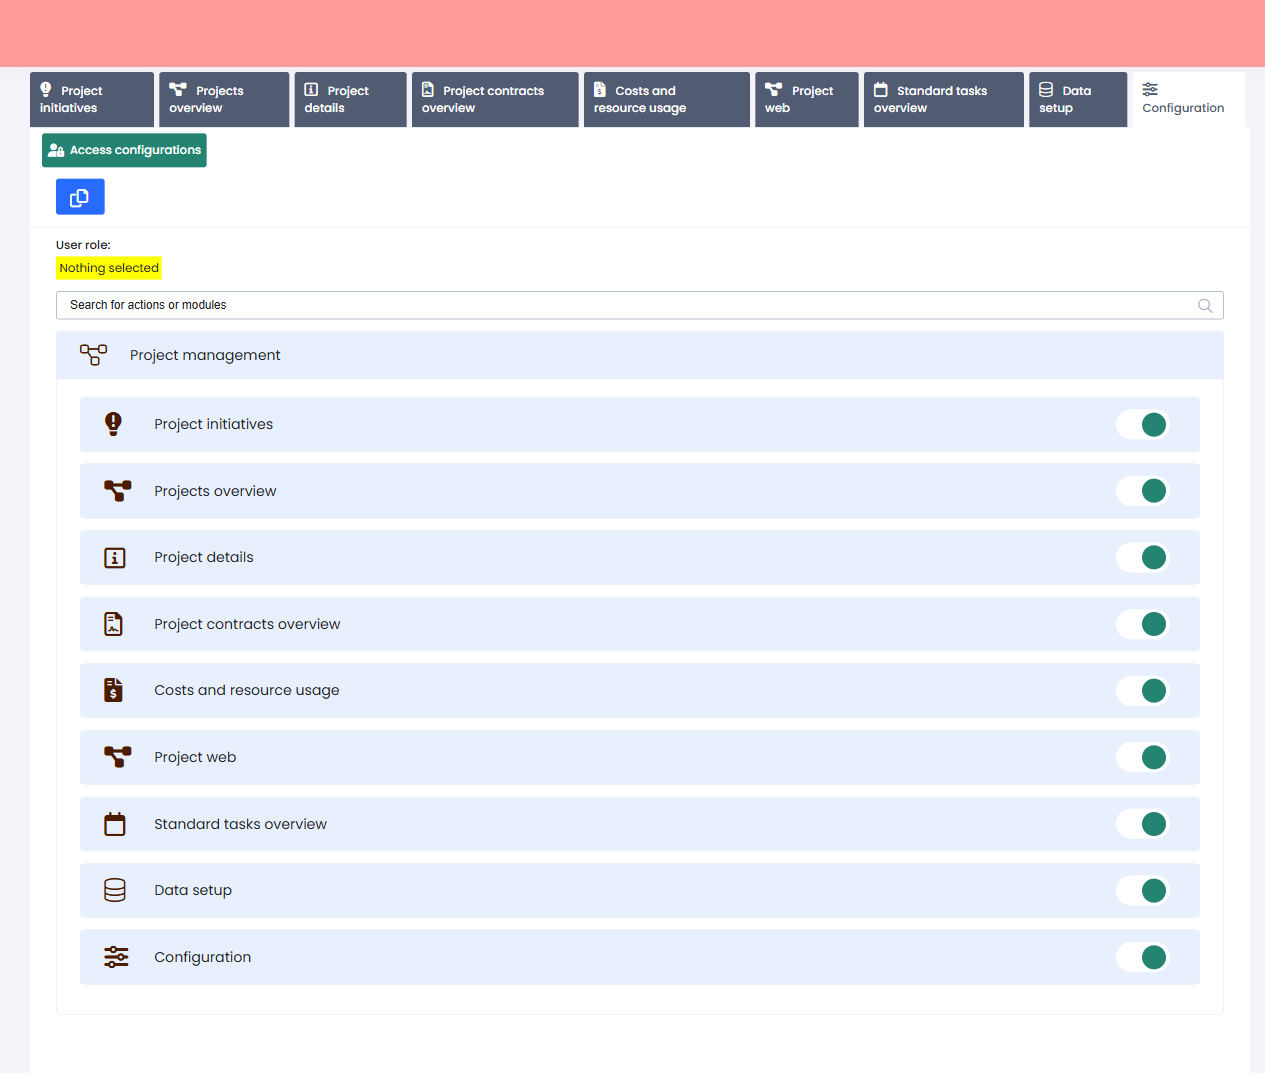 Project initiatives
Projects overview
Project details
Project contracts overview
Costs and resource usage
Project web
Standard tasks overview
Data setup
Configuration
Access configurations
User role:
Nothing selected
Search for actions or modules
Project management
Project initiatives
Projects overview
Project details
Project contracts overview
Costs and resource usage
Project web
Standard tasks overview
Data setup
Configuration